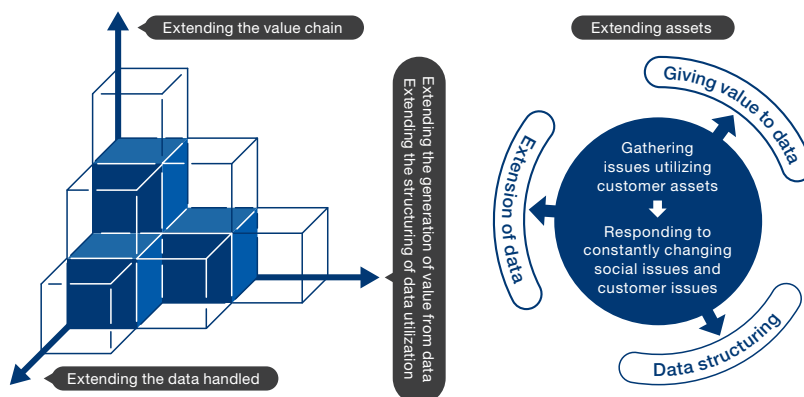 Extending the value chain
Extending the generation of value from data
Extending the structuring of data utilization
Extending the data handled
Extending assets
Giving value to data
Extension of data
Gathering
issues utilizing
customer assets
Responding to
constantly changing
social issues and
customer issues
Data structuring